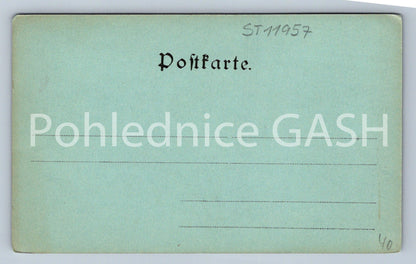 ST11957
Poſtkarte.
Pohlednice GASH
40